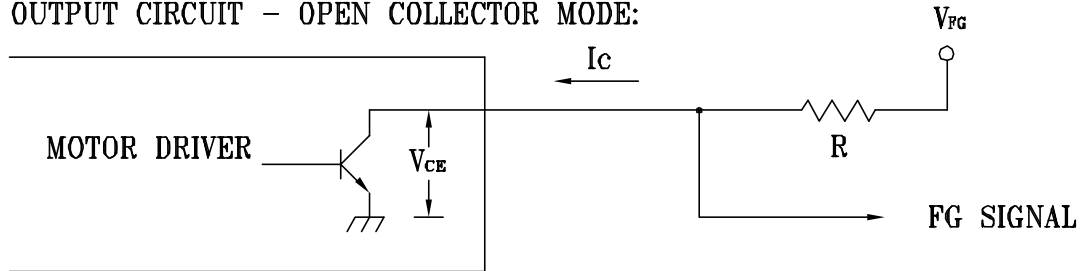 OUTPUT CIRCUIT – OPEN COLLECTOR MODE:
VFG
Ic
MOTOR DRIVER
VCE
R
FG SIGNAL